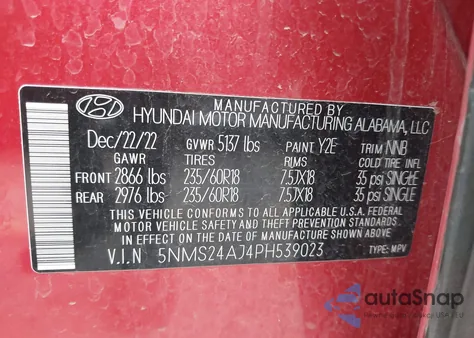 MANUFACTURED BY
HYUNDAI MOTOR MANUFACTURING ALABAMA, LLC
Dec/22/22 GVWR 5137 lbs PAINT Y2E TRIM NNB
GAWR TIRES RIMS COLD TIRE INFL
FRONT 2866 lbs 235/60R18 7.5JX18 35 psi SINGLE
REAR 2976 lbs 235/60R18 7.5JX18 35 psi SINGLE
THIS VEHICLE CONFORMS TO ALL APPLICABLE U.S. FEDERAL
MOTOR VEHICLE SAFETY AND THEFT PREVENTION STANDARDS
IN EFFECT ON THE DATE OF MANUFACTURE SHOWN ABOVE.
V.I.N 5NMS24AJ4PH539023 TYPE: MPV
autoSnap